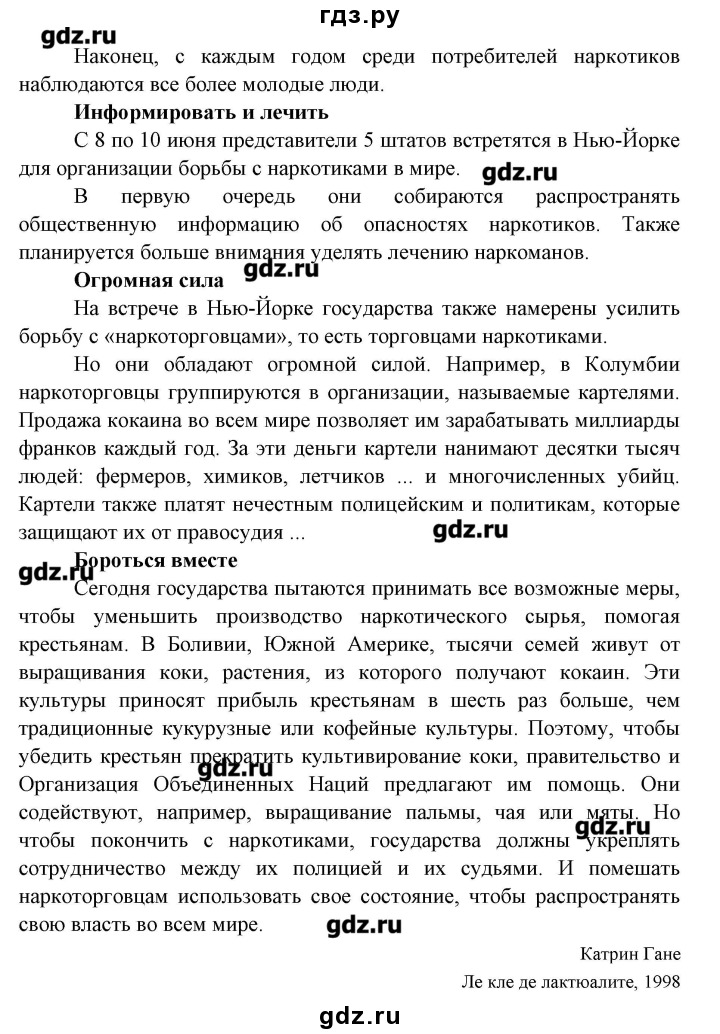 гдз.ру
gdz.ru
Наконец, с каждым годом среди потребителей наркотиков
наблюдаются все более молодые люди.
Информировать и лечить
С 8 по 10 июня представители 5 штатов встретятся в Нью-Йорке
для организации борьбы с наркотиками в мире.
gdz.ru
В первую очередь они собираются распространять
общественную информацию об опасностях наркотиков. Также
планируется больше внимания уделять лечению наркоманов.
Огромная сила
gdz.ru
На встрече в Нью-Йорке государства также намерены усилить
борьбу с «наркоторговцами», то есть торговцами наркотиками.
Но они обладают огромной силой. Например, в Колумбии
наркоторговцы группируются в организации, называемые картелями.
Продажа кокаина во всем мире позволяет им зарабатывать миллиарды
франков каждый год. За эти деньги картели нанимают десятки тысяч
людей: фермеров, химиков, летчиков ... и многочисленных убийц.
Картели также платят нечестным полицейским и политикам, которые
защищают их от правосудия ...
gdz.ru
Бороться вместе
gdz.ru
Сегодня государства пытаются принимать все возможные меры,
чтобы уменьшить производство наркотического сырья, помогая
крестьянам. В Боливии, Южной Америке, тысячи семей живут от
выращивания коки, растения, из которого получают кокаин. Эти
культуры приносят прибыль крестьянам в шесть раз больше, чем
традиционные кукурузные или кофейные культуры. Поэтому, чтобы
убедить крестьян прекратить культивирование коки, правительство и
gdz.ru
Организация Объединенных Наций предлагают им помощь. Они
содействуют, например, выращивание пальмы, чая или мяты. Но
gdz.ru
чтобы покончить с наркотиками, государства должны укреплять
сотрудничество между их полицией и их судьями. И помешать
наркоторговцам использовать свое состояние, чтобы распространять
свою власть во всем мире.
gdz.ru
Катрин Гане
Ле кле де лактюалите, 1998
gdz.ru